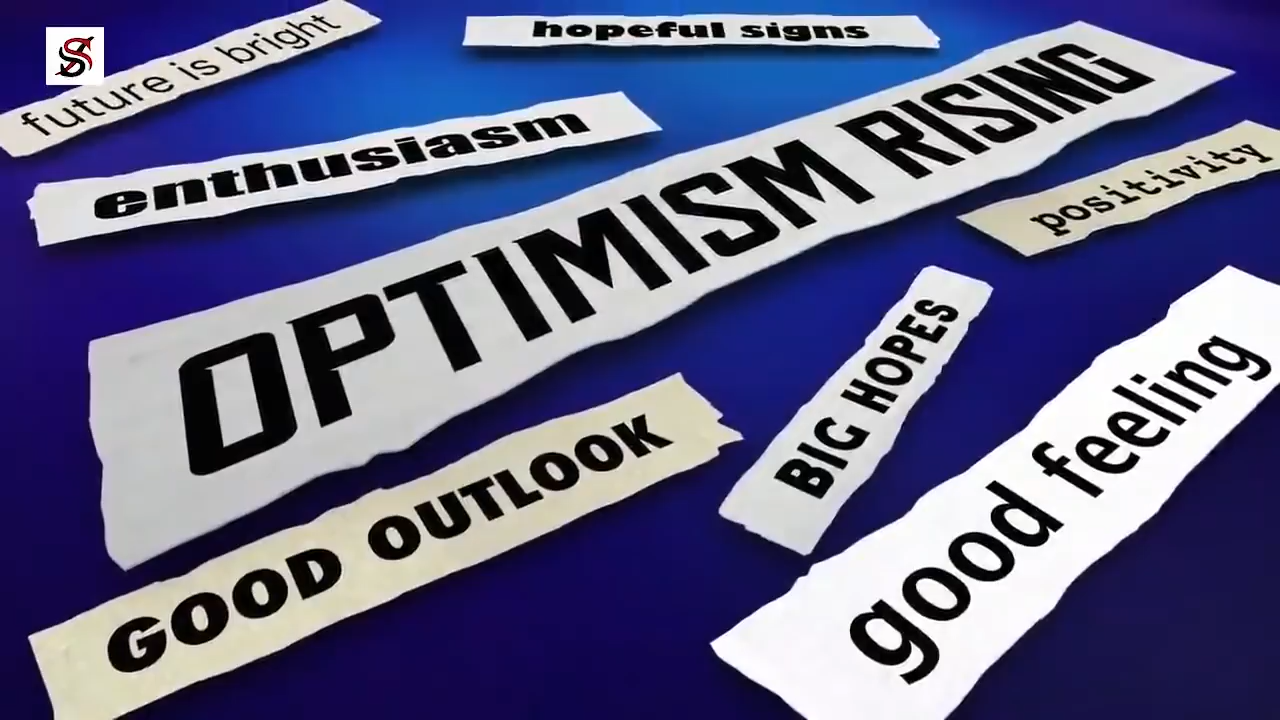 future is bright
hopeful signs
enthusiasm
OPTIMISM RISING
positivity
BIG HOPES
GOOD OUTLOOK
good feeling